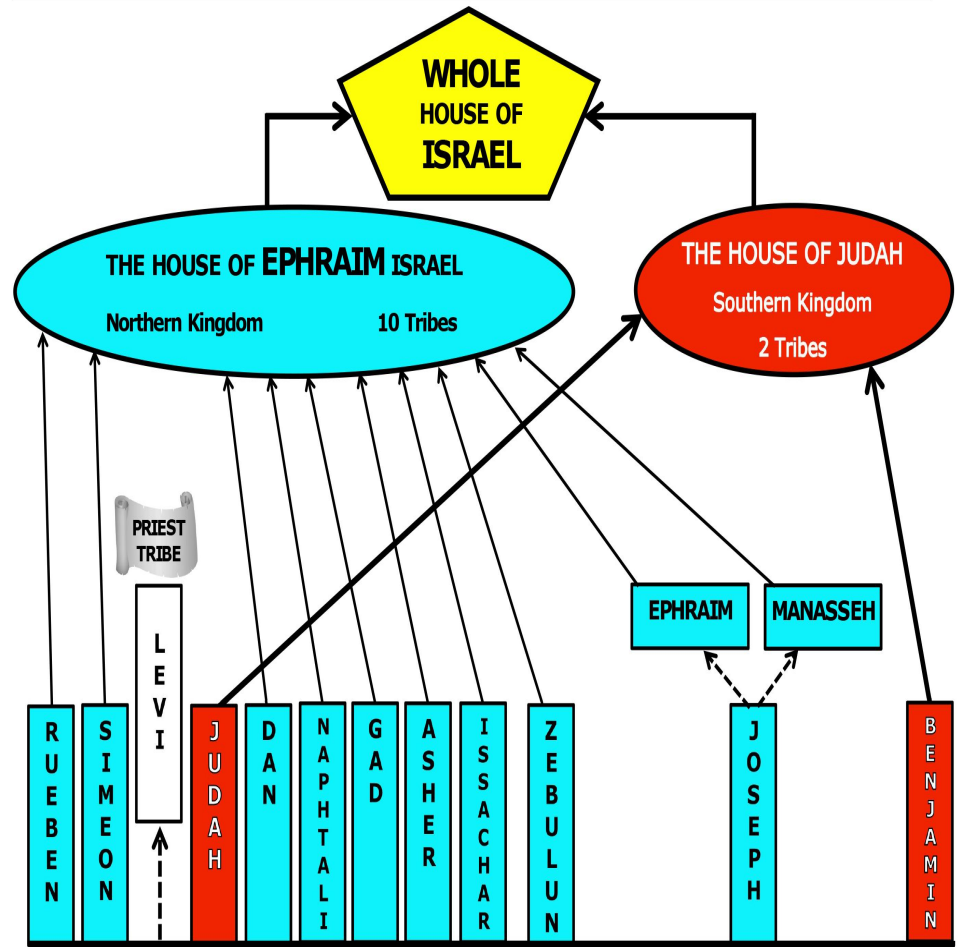 WHOLE
HOUSE OF
ISRAEL
THE HOUSE OF EPHRAIM ISRAEL
Northern Kingdom 10 Tribes
THE HOUSE OF JUDAH
Southern Kingdom
2 Tribes
PRIEST
TRIBE
EPHRAIM
MANASSEH
RUEBEN
SIMEON
LEVI
JUDAH
DAN
NAPHTALI
GAD
ASHER
ISSACHAR
ZEBULUN
JOSEPH
BENJAMIN